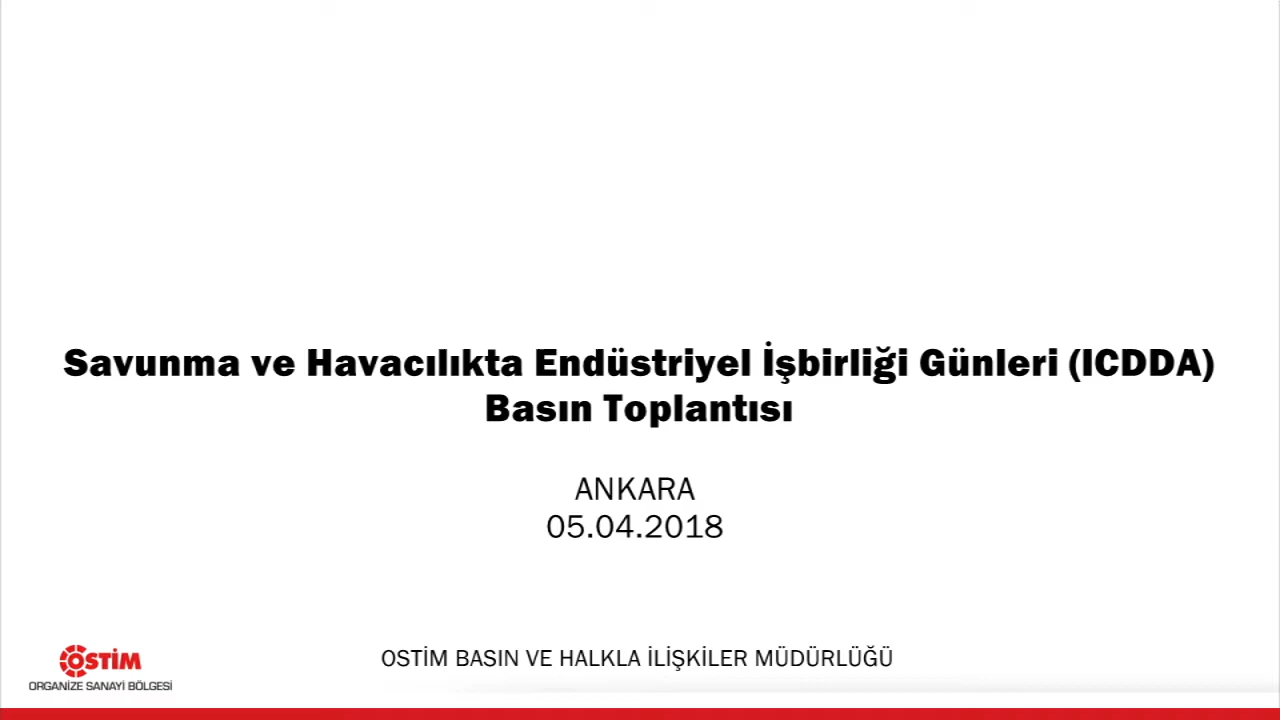 Savunma ve Havacılıkta Endüstriyel İşbirliği Günleri (ICDDA)
Basın Toplantısı
ANKARA
05.04.2018
OSTİM
ORGANİZE SANAYİ BÖLGESİ
OSTİM BASIN VE HALKLA İLİŞKİLER MÜDÜRLÜĞÜ